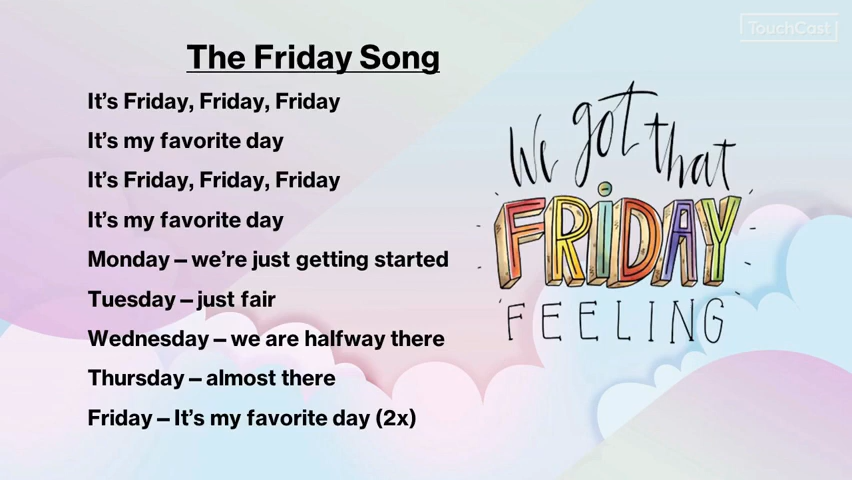 TouchCast
The Friday Song
It's Friday, Friday, Friday
It's my favorite day
It's Friday, Friday, Friday
It's my favorite day
Monday – we're just getting started
Tuesday – just fair
Wednesday – we are halfway there
Thursday – almost there
Friday – It's my favorite day (2x)
We got that
FRiDAY
FEELING